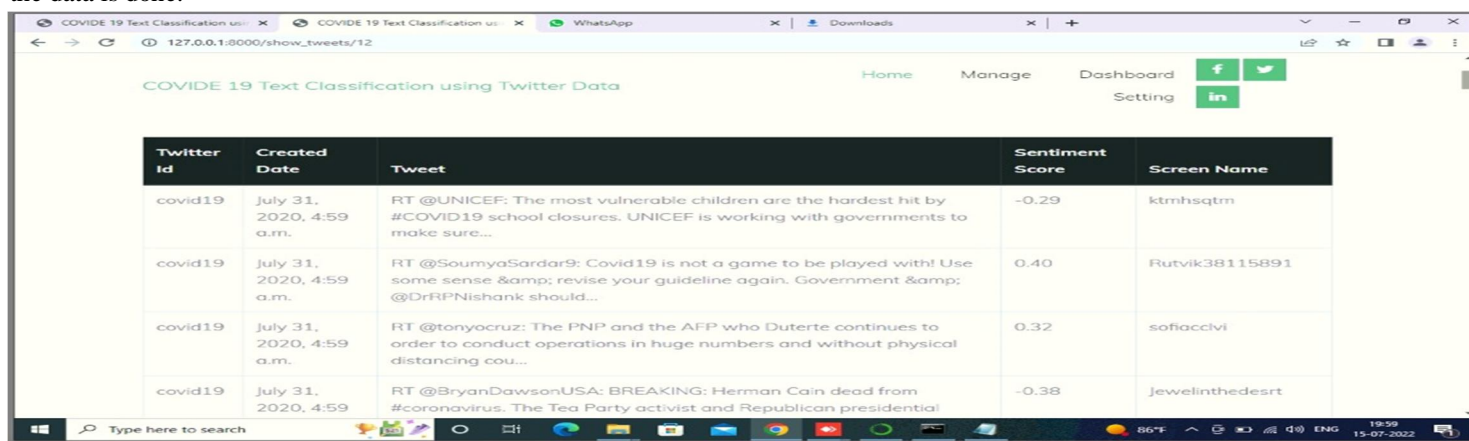 the data is done.
COVIDE 19 Text Classification usin
COVIDE 19 Text Classification usi
WhatsApp
Downloads
127.0.0.1:8000/show_tweets/12
COVIDE 19 Text Classification using Twitter Data
Home Manage Dashboard
Setting
Twitter Id Created Date Tweet Sentiment Score Screen Name
covid19 July 31, RT @UNICEF: The most vulnerable children are the hardest hit by -0.29 ktmhsqtm
2020, 4:59 #COVID19 school closures. UNICEF is working with governments to
a.m. make sure...
covid19 July 31, RT @SoumyaSardar9: Covid19 is not a game to be played with! Use 0.40 Rutvik38115891
2020, 4:59 some sense &amp; revise your guideline again. Government &amp;
a.m. @DrRPNishank should...
covid19 July 31, RT @tonyocruz: The PNP and the AFP who Duterte continues to 0.32 sofiacclvi
2020, 4:59 order to conduct operations in huge numbers and without physical
a.m. distancing cou...
covid19 July 31, RT @BryanDawsonUSA: BREAKING: Herman Cain dead from -0.38 Jewelinthedesrt
2020, 4:59 #coronavirus. The Tea Party activist and Republican presidential
Type here to search
86°F ENG 19:59
15-07-2022